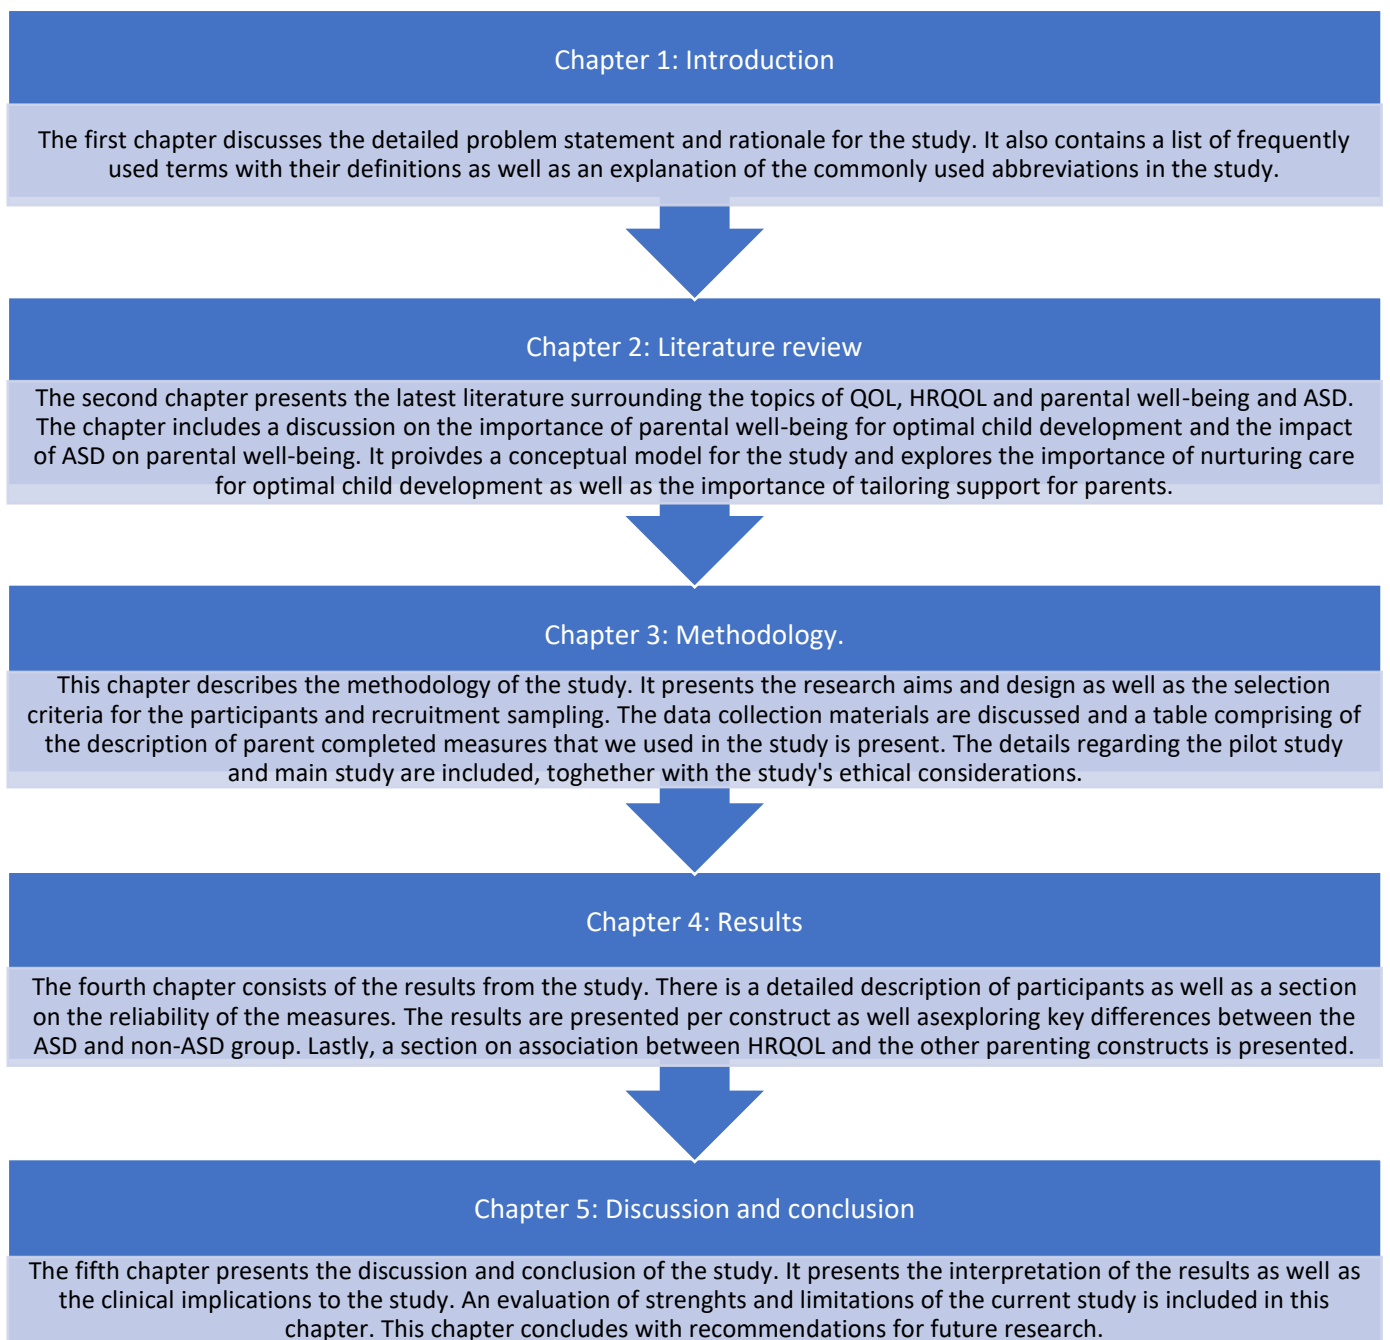 Chapter 1: Introduction
The first chapter discusses the detailed problem statement and rationale for the study. It also contains a list of frequently
used terms with their definitions as well as an explanation of the commonly used abbreviations in the study.
Chapter 2: Literature review
The second chapter presents the latest literature surrounding the topics of QOL, HRQOL and parental well-being and ASD.
The chapter includes a discussion on the importance of parental well-being for optimal child development and the impact
of ASD on parental well-being. It proivdes a conceptual model for the study and explores the importance of nurturing care
for optimal child development as well as the importance of tailoring support for parents.
Chapter 3: Methodology.
This chapter describes the methodology of the study. It presents the research aims and design as well as the selection
criteria for the participants and recruitment sampling. The data collection materials are discussed and a table comprising of
the description of parent completed measures that we used in the study is present. The details regarding the pilot study
and main study are included, toghether with the study's ethical considerations.
Chapter 4: Results
The fourth chapter consists of the results from the study. There is a detailed description of participants as well as a section
on the reliability of the measures. The results are presented per construct as well asexploring key differences between the
ASD and non-ASD group. Lastly, a section on association between HRQOL and the other parenting constructs is presented.
Chapter 5: Discussion and conclusion
The fifth chapter presents the discussion and conclusion of the study. It presents the interpretation of the results as well as
the clinical implications to the study. An evaluation of strenghts and limitations of the current study is included in this
chapter. This chapter concludes with recommendations for future research.